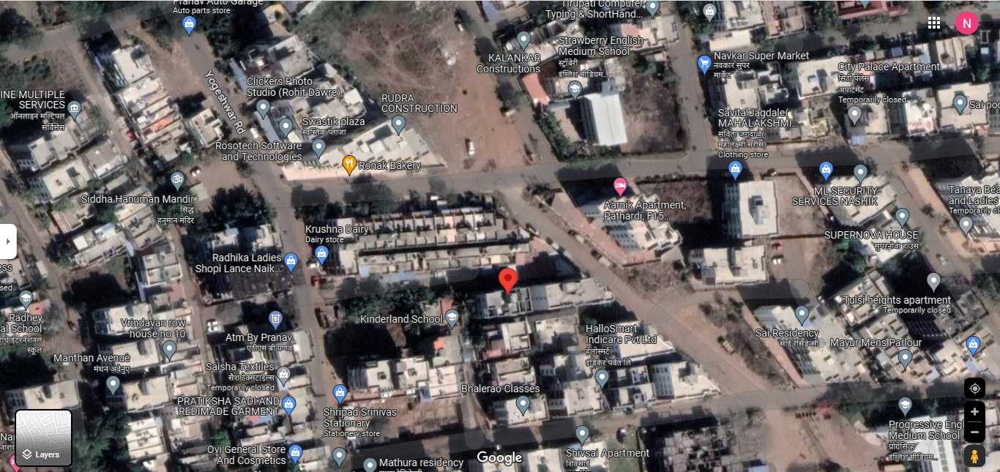 Pranav Auto Garage
Auto parts store
Tirupati Computer
Typing & ShortHand...
N
KALANKAR
Constructions
Strawberry English
Medium School
स्ट्रॉबेरी
इंग्लिश मीडियम...
Navkar Super Market
नवकार सुपर
मार्केट
City Palace Apartment
सिटी पॅलेस
अपार्टमेंट
Temporarily closed
Yogeshwar Rd
Clickers Photo
Studio (Rohit Dawre)
RUDRA
CONSTRUCTION
INE MULTIPLE
SERVICES
ऑनलाइन मल्टिपल
सर्विसेस
Sai poo
Swastik plaza
स्वस्तिक प्लाजा
Savita Jagdale(
MAHALAKSHMI...
सविता जगदाळे(
महालक्ष्मी सारीस)
Clothing store
Rosotech Software
and Technologies
Ronak Bakery
Siddha Hanuman Mandir
सिद्ध
हनुमान मंदिर
Aarnik Apartment,
Pathardi, F15...
ML SECURITY
SERVICES NASHIK
Tanaya Bea
and Ladies
Temporarily cl
Krushna Dairy
Dairy store
SUPERNOVA HOUSE
सुपरनोवा हाउस
Radhika Ladies
Shopi Lance Naik...
ess
sed
Tulsi heights apartment
Temporarily closed
Radhey
al School
राधे इंटरनॅशनल
स्कूल
Vrindavan row
house no 10
Kinderland School
Atm By Pranav
एटीएम बी प्रणव
HalloSmart
Indicare Pvt Ltd
हॅलोस्मर्ट
इंडिकेर पर्वत लि
Sai Residency
साई रेसिडेन्सी
Mayur Mens Parlour
Manthan Avenue
मंथन अवेनुए
Saisha Textiles
सैशा टेक्सटाईल्स
Temporarily closed
Bhalerao Classes
PRATIKSHA SADI AND
REDIMADE GARMENT
Shripad Srinivas
Stationary
Stationery store
Progressive Engl
Medium School
प्रोग्रेसिव्ह
इंग्लिश मीडियम...
Na
नाराय
Layers
Ovi General Store
And Cosmetics
Mathura residency
Google
Shivsai Apartment
शिवसाई